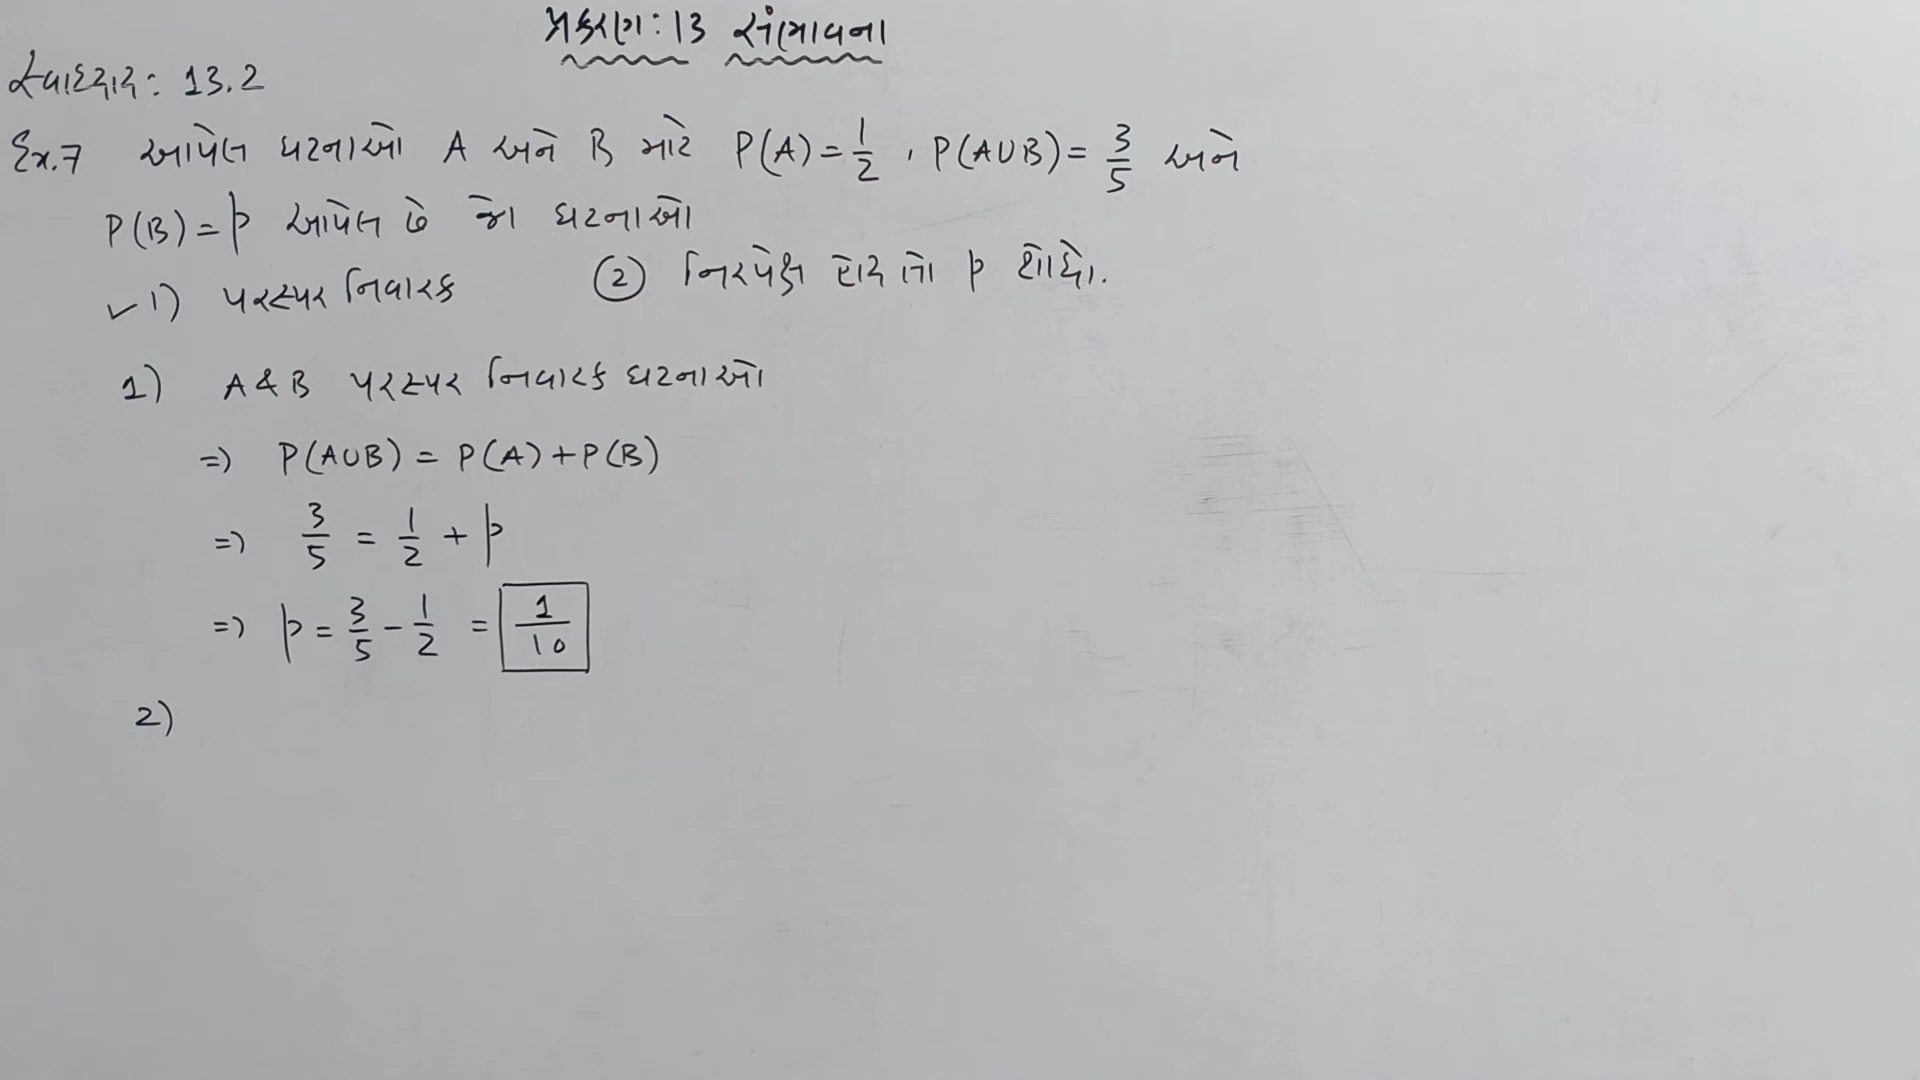 પ્રકરણ: 13 સંભાવના
સ્વાધ્યાય: 13.2
Ex.7 આપેલ ઘટનાઓ A અને B માટે P(A) = 1/2 , P(A∪B) = 3/5 અને
P(B) = p આપેલ છે જો ઘટનાઓ
✓ 1) પરસ્પર નિવારક ② નિરપેક્ષ હોય તો p શોધો.
1) A & B પરસ્પર નિવારક ઘટનાઓ
=> P(A∪B) = P(A) + P(B)
=> 3/5 = 1/2 + p
=> p = 3/5 - 1/2 = 1/10
2)